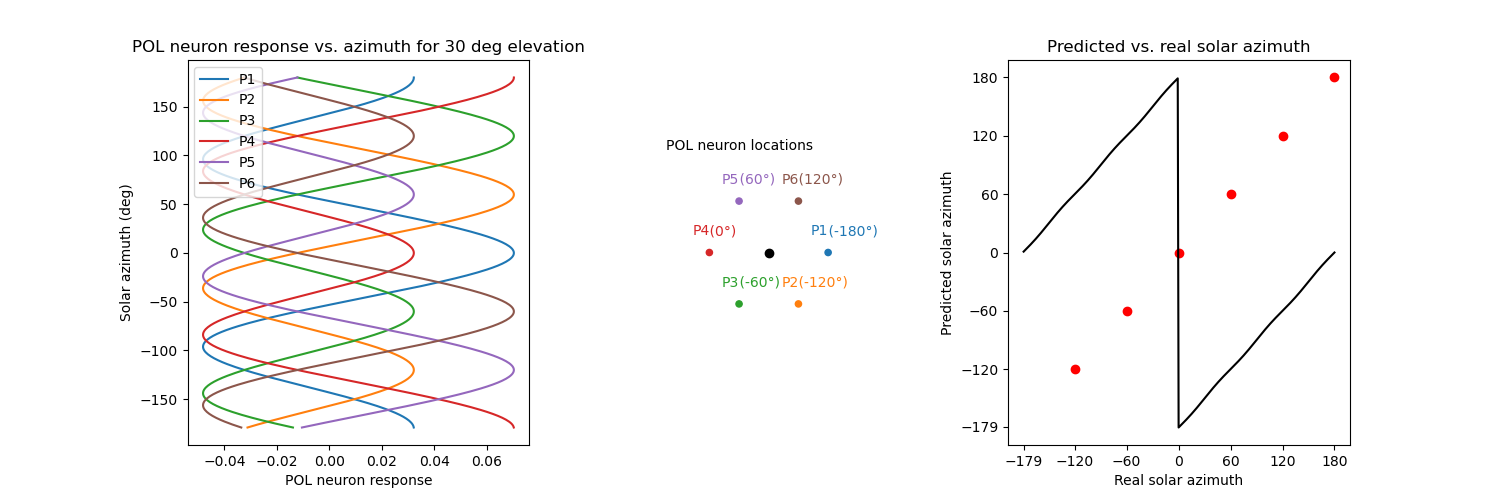 POL neuron response vs. azimuth for 30 deg elevation
P1
P2
P3
P4
P5
P6
150
100
50
0
−50
−100
−150
Solar azimuth (deg)
−0.04
−0.02
0.00
0.02
0.04
0.06
POL neuron response
POL neuron locations
P5(60°) P6(120°)
P4(0°) P1(-180°)
P3(-60°) P2(-120°)
Predicted vs. real solar azimuth
180
120
60
0
−60
−120
−179
Predicted solar azimuth
−179
−120
−60
0
60
120
180
Real solar azimuth